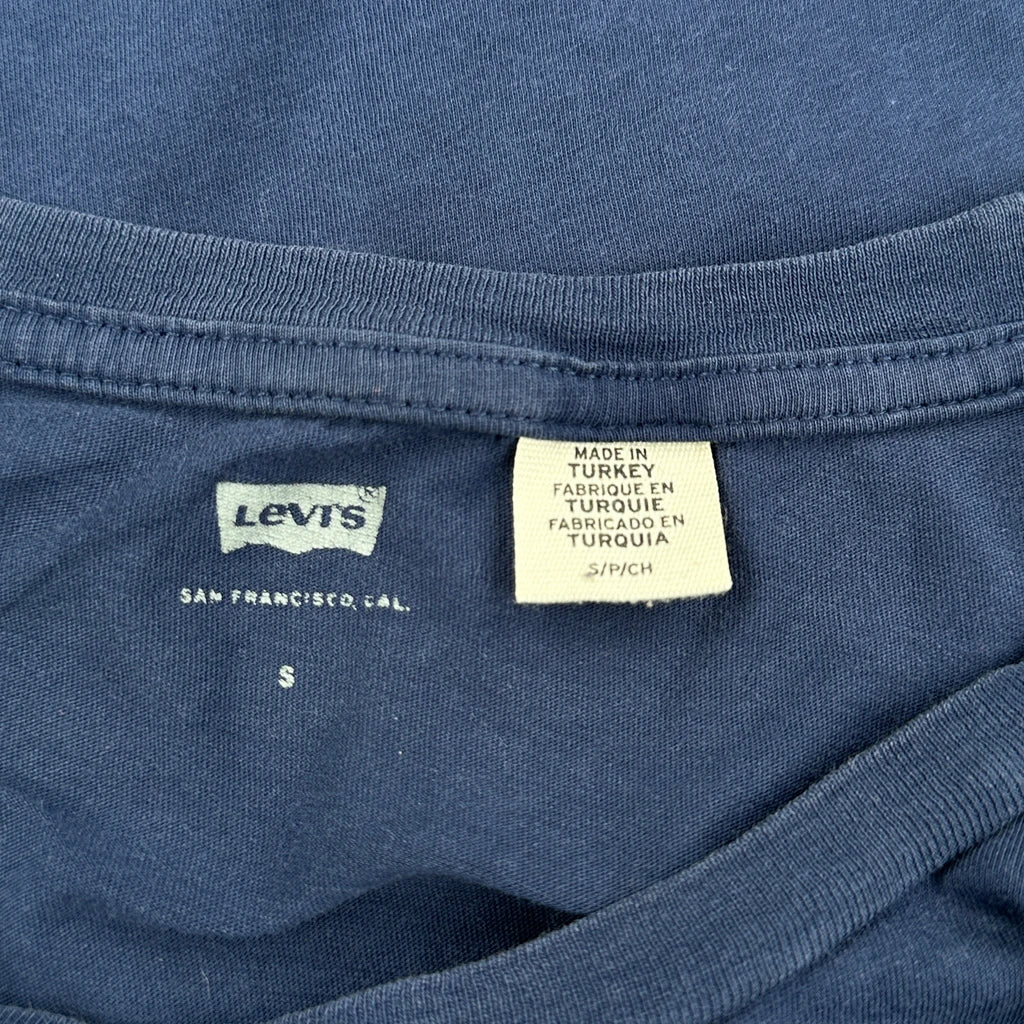 LEVI'S®
SAN FRANCISCO, CAL.
S
MADE IN
TURKEY
FABRIQUE EN
TURQUIE
FABRICADO EN
TURQUIA
S/P/CH